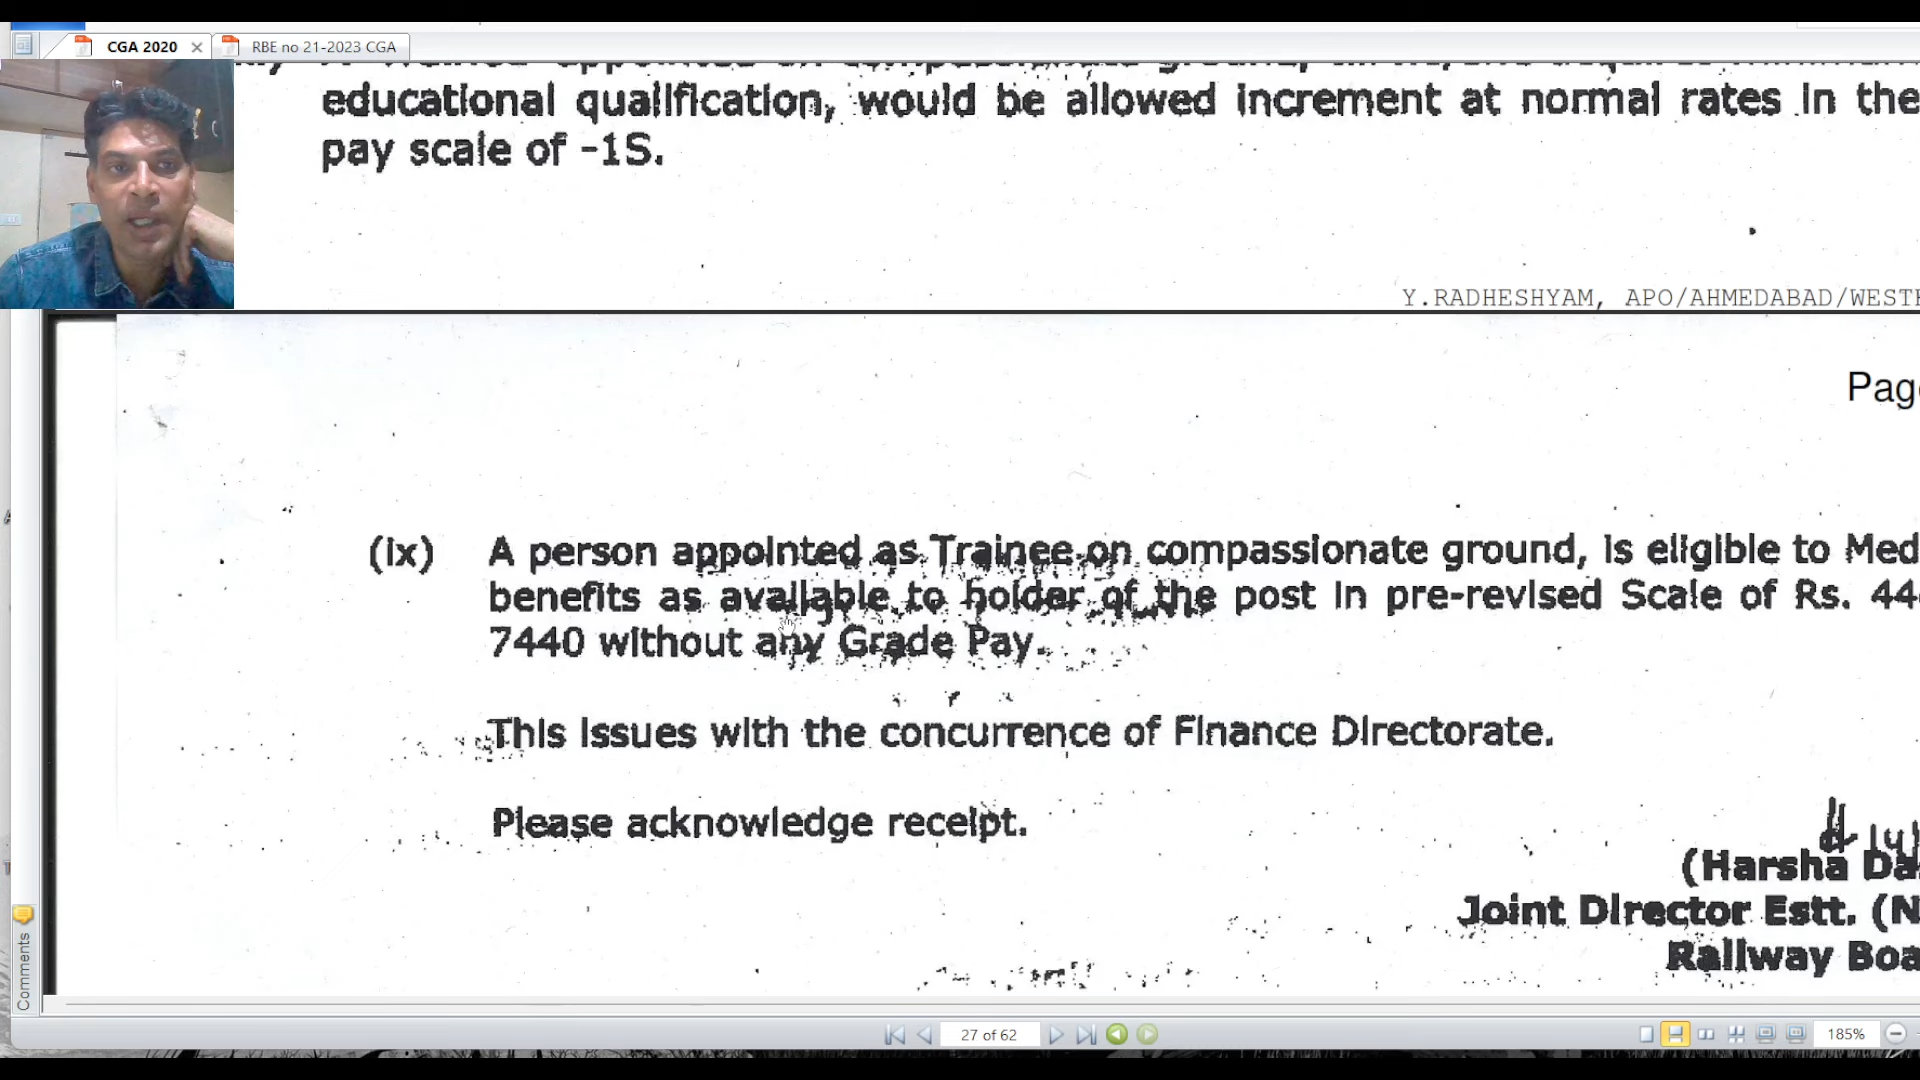 CGA 2020
RBE no 21-2023 CGA
educational qualification, would be allowed increment at normal rates in the
pay scale of -1S.
Y.RADHESHYAM, APO/AHMEDABAD/WESTE
Pag
(ix) A person appointed as Trainee on compassionate ground, is eligible to Med
benefits as available to holder of the post in pre-revised Scale of Rs. 44
7440 without any Grade Pay.
This issues with the concurrence of Finance Directorate.
Please acknowledge receipt.
(Harsha Da
Joint Director Estt. (N
Railway Boa
Comments
27 of 62
185%